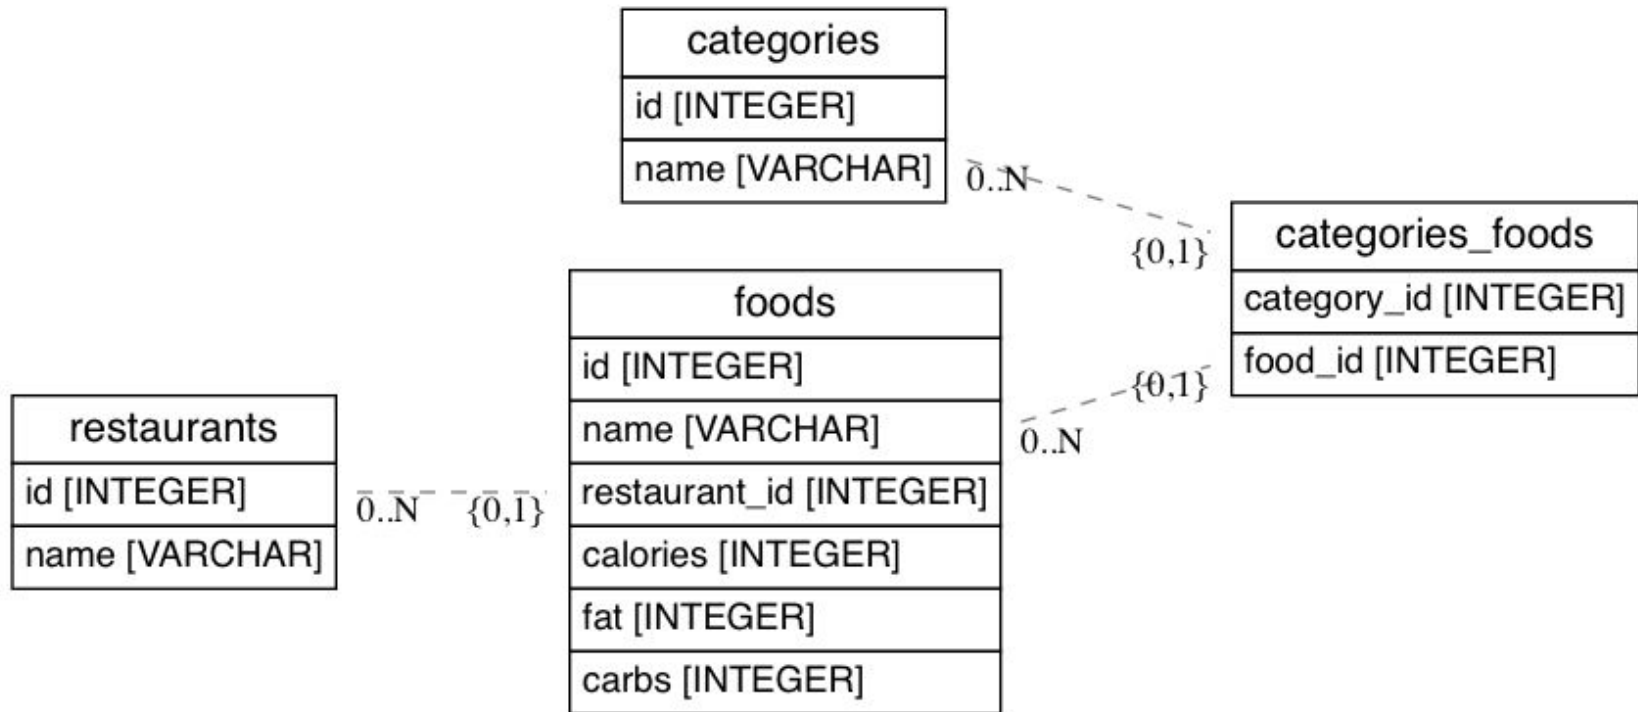 categories
id [INTEGER]
name [VARCHAR]
0..N
{0,1}
categories_foods
category_id [INTEGER]
food_id [INTEGER]
{0,1}
0..N
foods
id [INTEGER]
name [VARCHAR]
restaurant_id [INTEGER]
calories [INTEGER]
fat [INTEGER]
carbs [INTEGER]
restaurants
id [INTEGER]
name [VARCHAR]
0..N
{0,1}